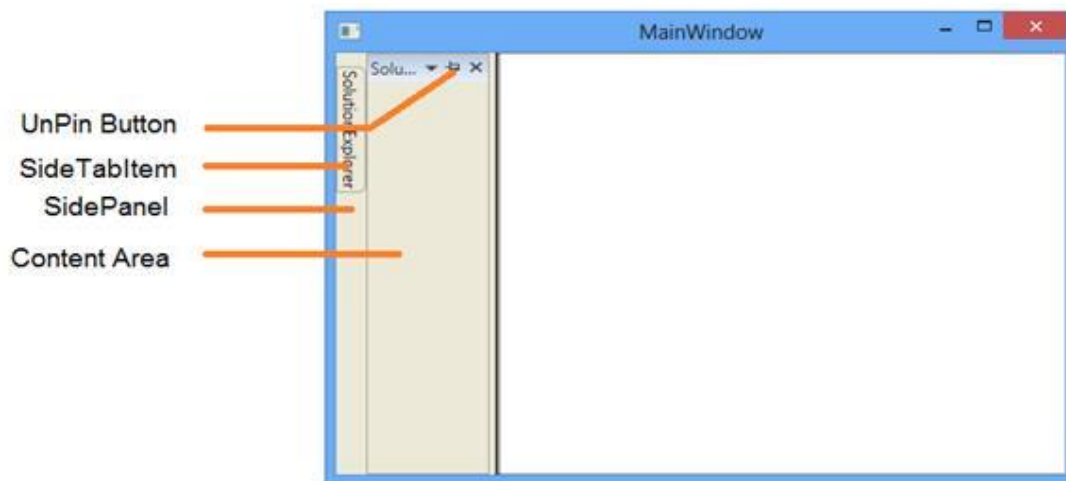 MainWindow
Solu...
Solution Explorer
UnPin Button
SideTabItem
SidePanel
Content Area